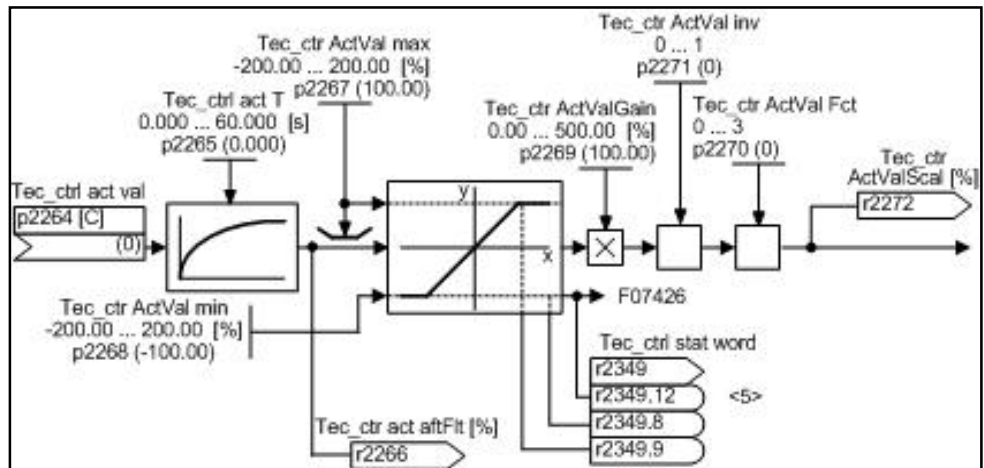 Tec_ctr ActVal inv
0 ... 1
p2271 (0)
Tec_ctr ActVal max
-200.00 ... 200.00 [%]
p2267 (100.00)
Tec_ctrl act T
0.000 ... 60.000 [s]
p2265 (0.000)
Tec_ctr ActValGain
0.00 ... 500.00 [%]
p2269 (100.00)
Tec_ctr ActVal Fct
0 ... 3
p2270 (0)
Tec_ctr
ActValScal [%]
r2272
Tec_ctrl act val
p2264 [C]
(0)
y
x
F07426
Tec_ctr ActVal min
-200.00 ... 200.00 [%]
p2268 (-100.00)
Tec_ctrl stat word
r2349
r2349.12
<5>
r2349.8
r2349.9
Tec_ctr act aftFlt [%]
r2266